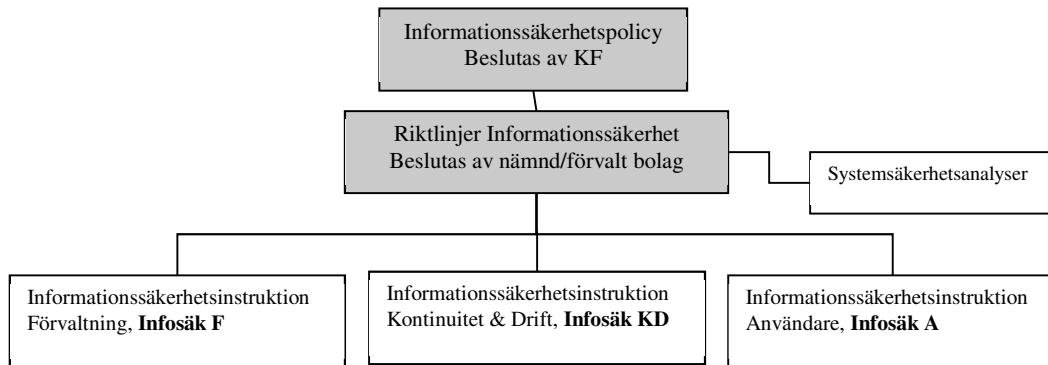 Informationssäkerhetspolicy
Beslutas av KF
Riktlinjer Informationssäkerhet
Beslutas av nämnd/förvalt bolag
Systemsäkerhetsanalyser
Informationssäkerhetsinstruktion
Förvaltning, Infosäk F
Informationssäkerhetsinstruktion
Kontinuitet & Drift, Infosäk KD
Informationssäkerhetsinstruktion
Användare, Infosäk A